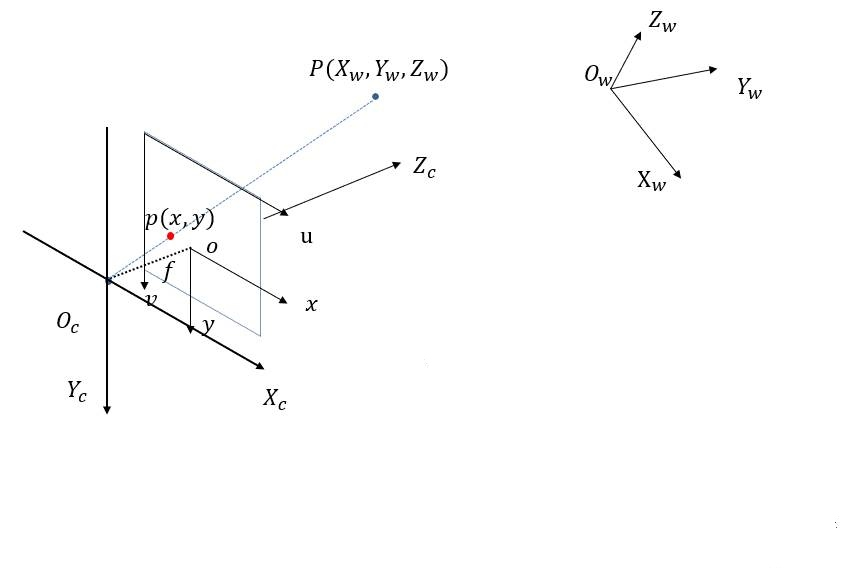 Z_w
P(X_w, Y_w, Z_w)
O_w
Y_w
Z_c
X_w
p(x, y)
u
o
f
v
x
O_c
y
Y_c
X_c